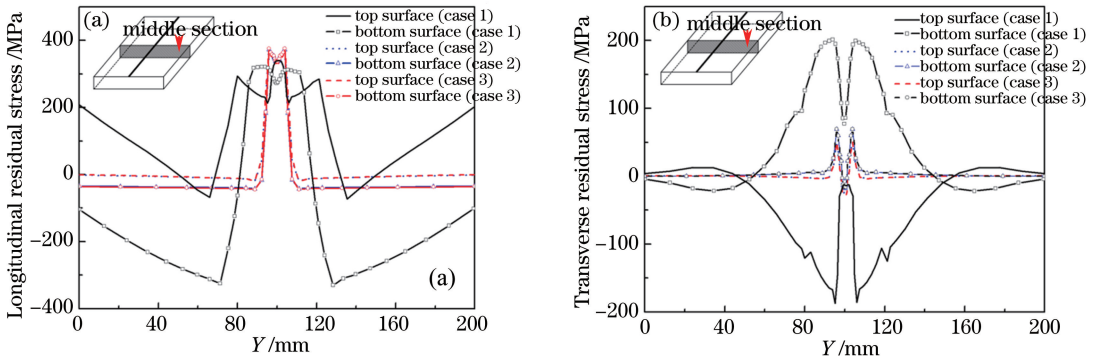 (a)
middle section
top surface (case 1)
bottom surface (case 1)
top surface (case 2)
bottom surface (case 2)
top surface (case 3)
bottom surface (case 3)
Longitudinal residual stress /MPa
400
200
0
−200
−400
(a)
0 40 80 120 160 200
Y /mm
(b)
middle section
top surface (case 1)
bottom surface (case 1)
top surface (case 2)
bottom surface (case 2)
top surface (case 3)
bottom surface (case 3)
Transverse residual stress /MPa
200
100
0
−100
−200
0 40 80 120 160 200
Y /mm